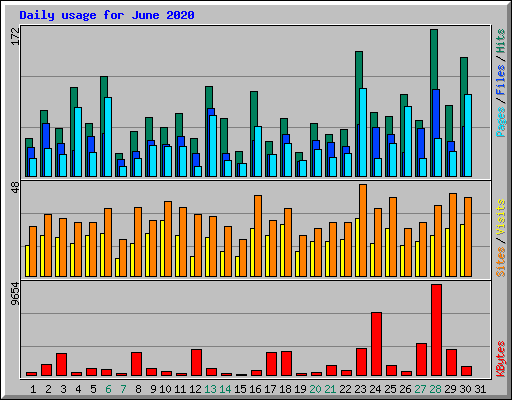 Daily usage for June 2020
172
Pages / Files / Hits
48
Sites / Visits
9654
KBytes
1 2 3 4 5 6 7 8 9 10 11 12 13 14 15 16 17 18 19 20 21 22 23 24 25 26 27 28 29 30 31